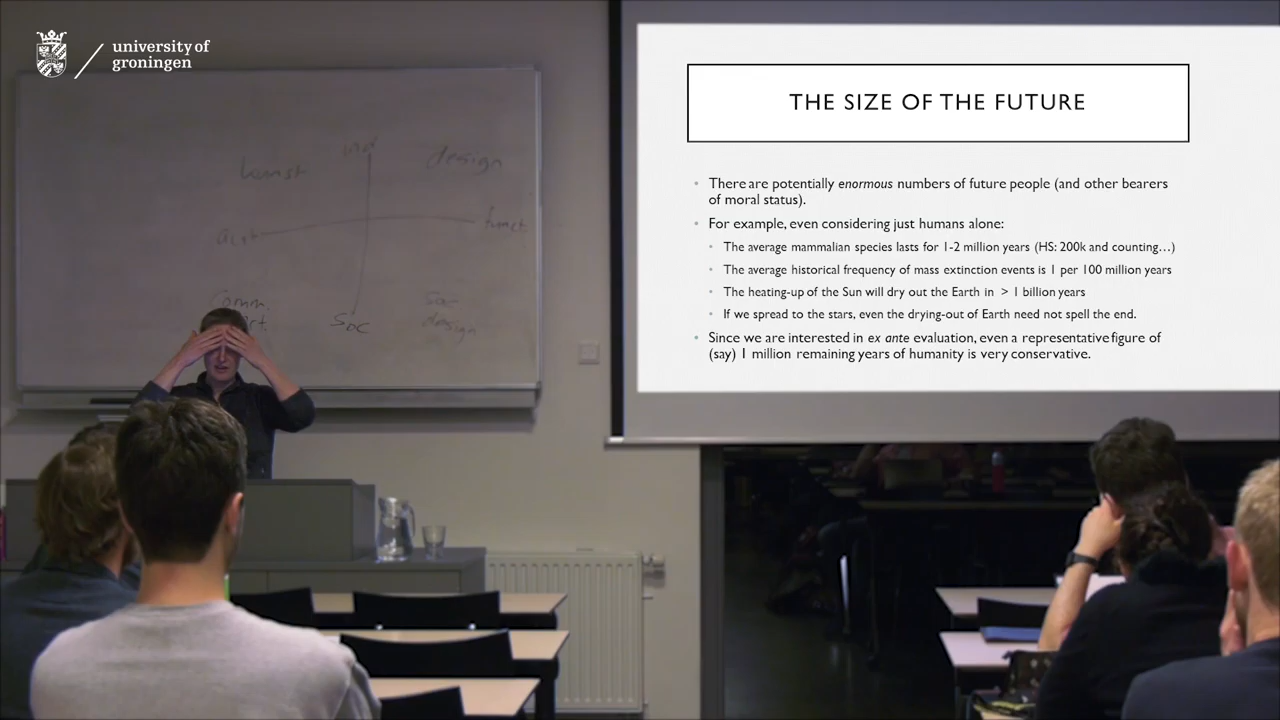 university of
groningen
THE SIZE OF THE FUTURE
• There are potentially enormous numbers of future people (and other bearers
of moral status).
• For example, even considering just humans alone:
• The average mammalian species lasts for 1-2 million years (HS: 200k and counting…)
• The average historical frequency of mass extinction events is 1 per 100 million years
• The heating-up of the Sun will dry out the Earth in > 1 billion years
• If we spread to the stars, even the drying-out of Earth need not spell the end.
• Since we are interested in ex ante evaluation, even a representative figure of
(say) 1 million remaining years of humanity is very conservative.
kunst
design
funct.
Comm.
Soc
design